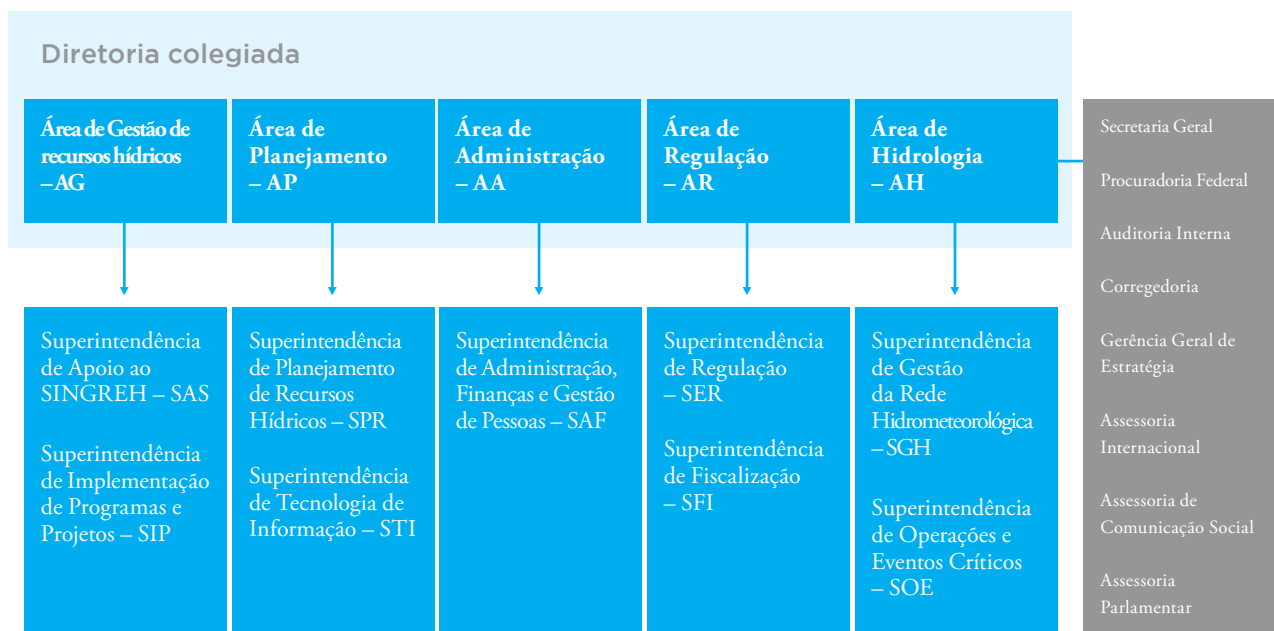 Diretoria colegiada
Área de Gestão de
recursos hídricos
– AG
Área de
Planejamento
– AP
Área de
Administração
– AA
Área de
Regulação
– AR
Área de
Hidrologia
– AH
Superintendência
de Apoio ao
SINGREH – SAS
Superintendência
de Implementação
de Programas e
Projetos – SIP
Superintendência
de Planejamento
de Recursos
Hídricos – SPR
Superintendência
de Tecnologia de
Informação – STI
Superintendência
de Administração,
Finanças e Gestão
de Pessoas – SAF
Superintendência
de Regulação
– SER
Superintendência
de Fiscalização
– SFI
Superintendência
de Gestão
da Rede
Hidrometeorológica
– SGH
Superintendência
de Operações e
Eventos Críticos
– SOE
Secretaria Geral
Procuradoria Federal
Auditoria Interna
Corregedoria
Gerência Geral de
Estratégia
Assessoria
Internacional
Assessoria de
Comunicação Social
Assessoria
Parlamentar